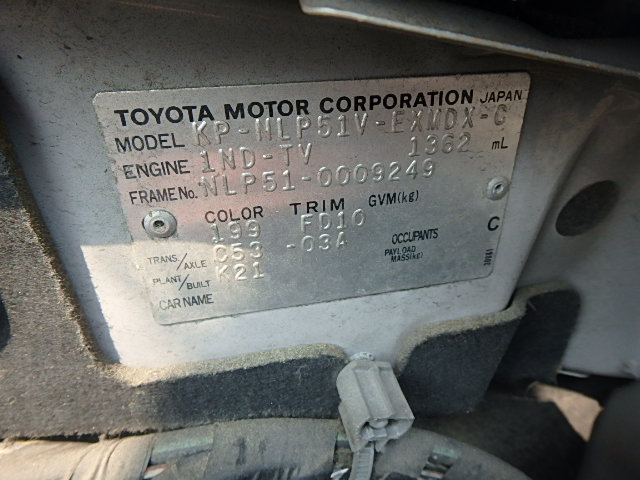 TOYOTA MOTOR CORPORATION JAPAN
MODEL KP-NLP51V-EXMDX-G
ENGINE 1ND-TV 1362 mL
FRAME No. NLP51-0009249
COLOR TRIM GVM(kg)
199 FD10 C
TRANS./AXLE C53 -03A OCCUPANTS
PAYLOAD MASS(kg)
PLANT/BUILT K21
CAR NAME